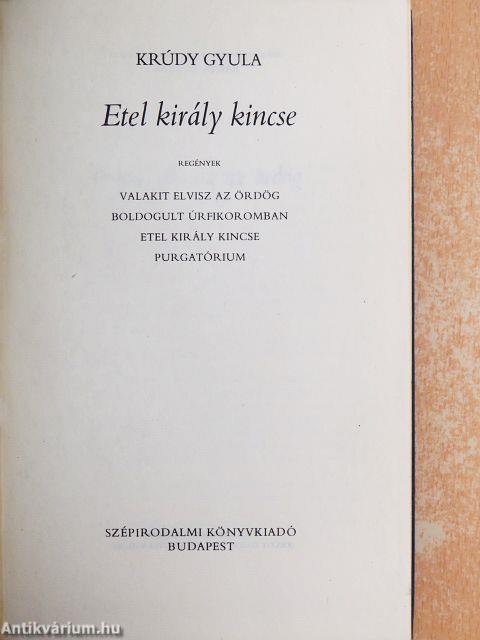 KRÚDY GYULA
Etel király kincse
REGÉNYEK
VALAKIT ELVISZ AZ ÖRDÖG
BOLDOGULT ÚRFIKOROMBAN
ETEL KIRÁLY KINCSE
PURGATÓRIUM
SZÉPIRODALMI KÖNYVKIADÓ
BUDAPEST
Antikvárium.hu